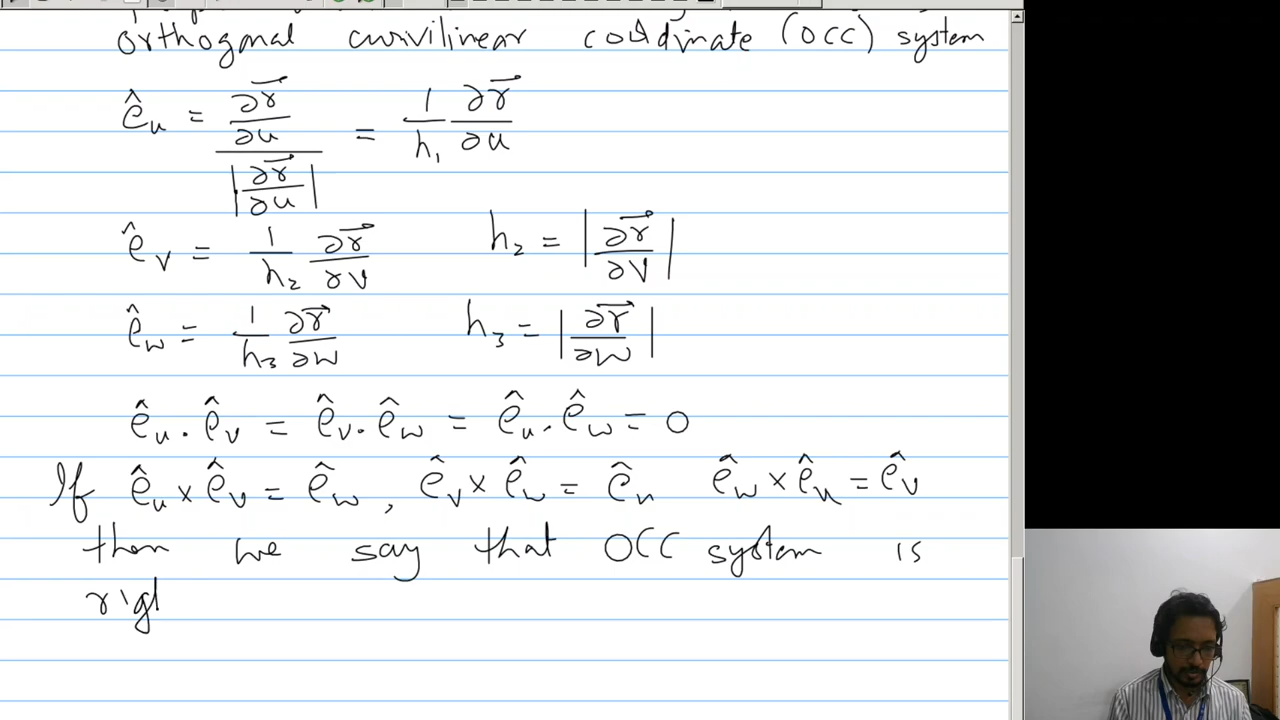 orthogonal curvilinear coordinate (OCC) system
ê_u = ∂r⃗/∂u / |∂r⃗/∂u| = 1/h₁ ∂r⃗/∂u
ê_v = 1/h₂ ∂r⃗/∂v h₂ = |∂r⃗/∂v|
ê_w = 1/h₃ ∂r⃗/∂w h₃ = |∂r⃗/∂w|
ê_u . ê_v = ê_v . ê_w = ê_u . ê_w = 0
If ê_u × ê_v = ê_w , ê_v × ê_w = ê_u ê_w × ê_u = ê_v
then we say that OCC system is
rigl